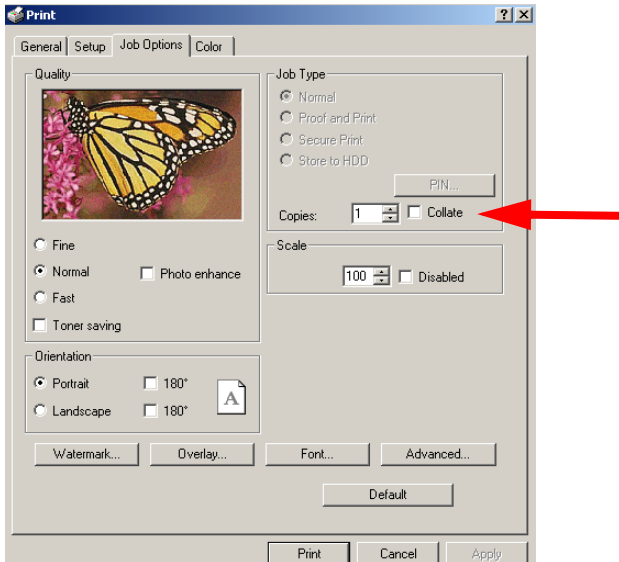 Print
General Setup Job Options Color
Quality
Fine
Normal Photo enhance
Fast
Toner saving
Orientation
Portrait 180°
Landscape 180°
A
Job Type
Normal
Proof and Print
Secure Print
Store to HDD
PIN...
Copies: 1 Collate
Scale
100 Disabled
Watermark... Overlay... Font... Advanced...
Default
Print Cancel Apply